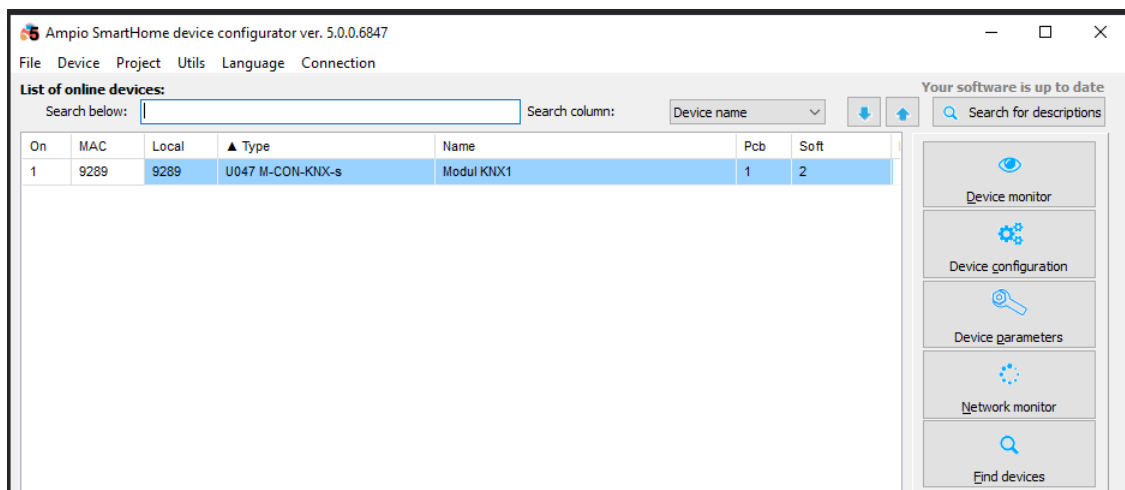 Ampio SmartHome device configurator ver. 5.0.0.6847
File Device Project Utils Language Connection
List of online devices: Your software is up to date
Search below: Search column: Device name Search for descriptions
On MAC Local ▲ Type Name Pcb Soft
1 9289 9289 U047 M-CON-KNX-s Modul KNX1 1 2
Device monitor
Device configuration
Device parameters
Network monitor
Find devices